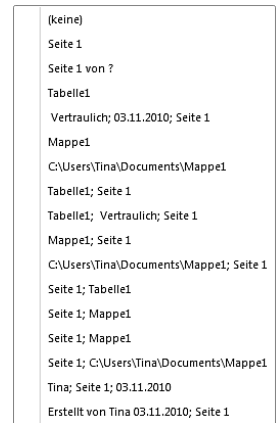 (keine)
Seite 1
Seite 1 von ?
Tabelle1
Vertraulich; 03.11.2010; Seite 1
Mappe1
C:\Users\Tina\Documents\Mappe1
Tabelle1; Seite 1
Tabelle1;  Vertraulich; Seite 1
Mappe1; Seite 1
C:\Users\Tina\Documents\Mappe1; Seite 1
Seite 1; Tabelle1
Seite 1; Mappe1
Seite 1; Mappe1
Seite 1; C:\Users\Tina\Documents\Mappe1
Tina; Seite 1; 03.11.2010
Erstellt von Tina 03.11.2010; Seite 1